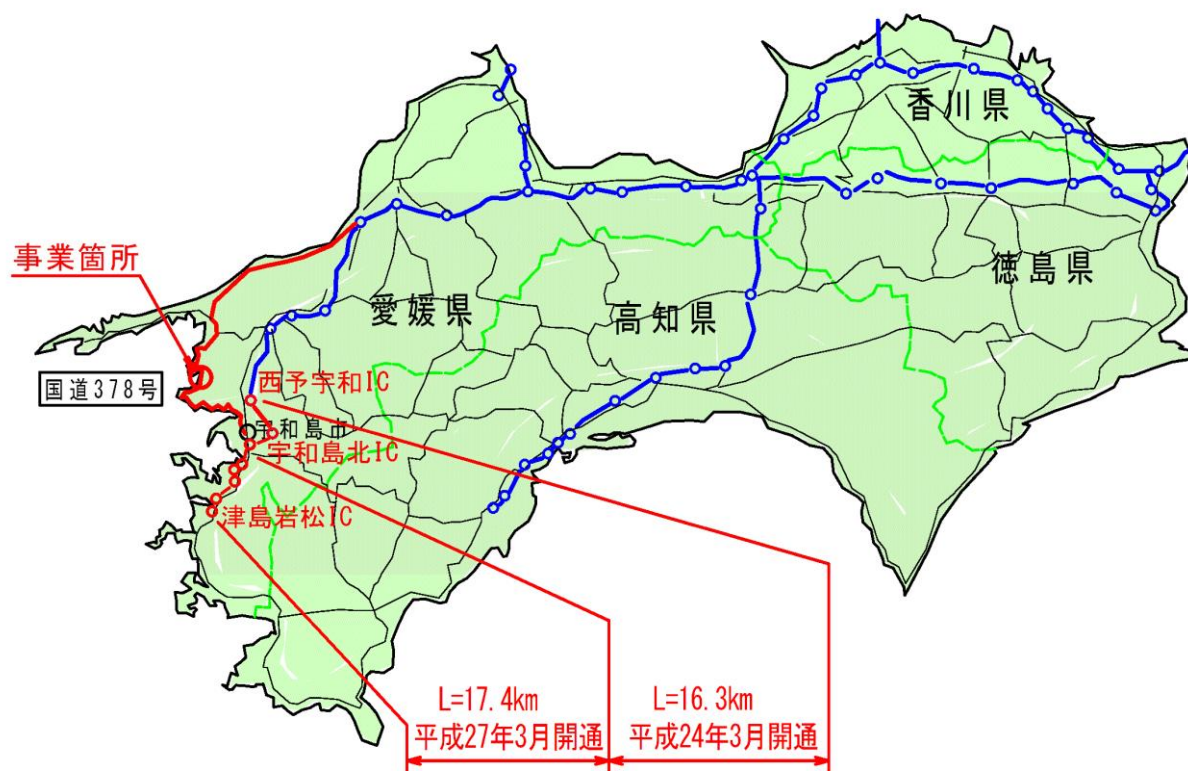 香川県
事業箇所
徳島県
愛媛県
高知県
国道378号
西予宇和IC
宇和島市
宇和島北IC
津島岩松IC
L=17.4km
平成27年3月開通
L=16.3km
平成24年3月開通